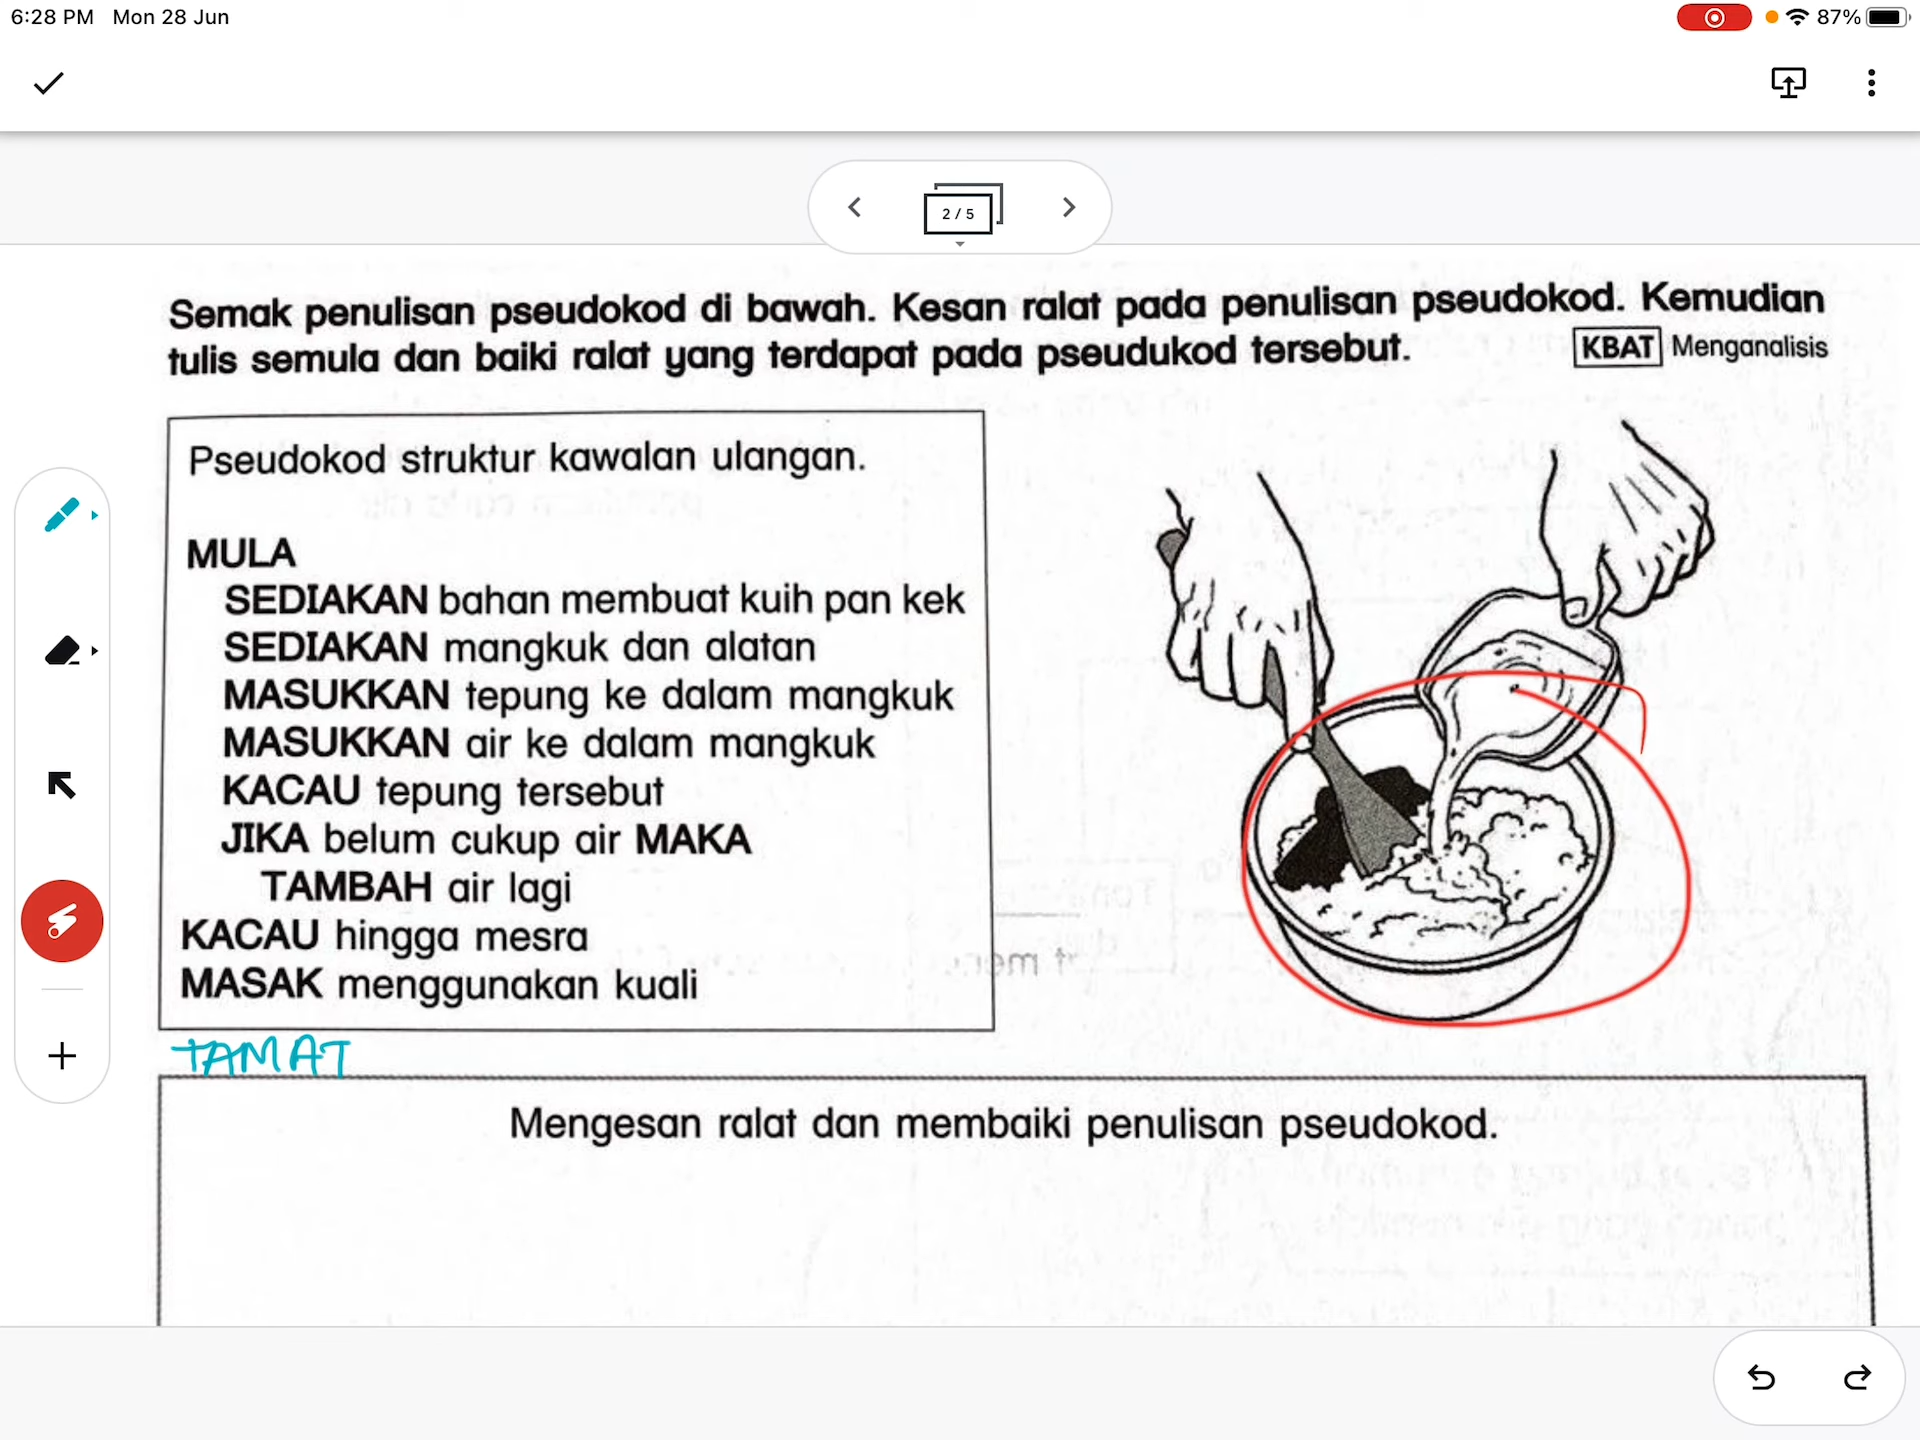 6:28 PM Mon 28 Jun
87%
2 / 5
Semak penulisan pseudokod di bawah. Kesan ralat pada penulisan pseudokod. Kemudian
tulis semula dan baiki ralat yang terdapat pada pseudukod tersebut. KBAT Menganalisis
Pseudokod struktur kawalan ulangan.
MULA
SEDIAKAN bahan membuat kuih pan kek
SEDIAKAN mangkuk dan alatan
MASUKKAN tepung ke dalam mangkuk
MASUKKAN air ke dalam mangkuk
KACAU tepung tersebut
JIKA belum cukup air MAKA
TAMBAH air lagi
KACAU hingga mesra
MASAK menggunakan kuali
TAMAT
Mengesan ralat dan membaiki penulisan pseudokod.